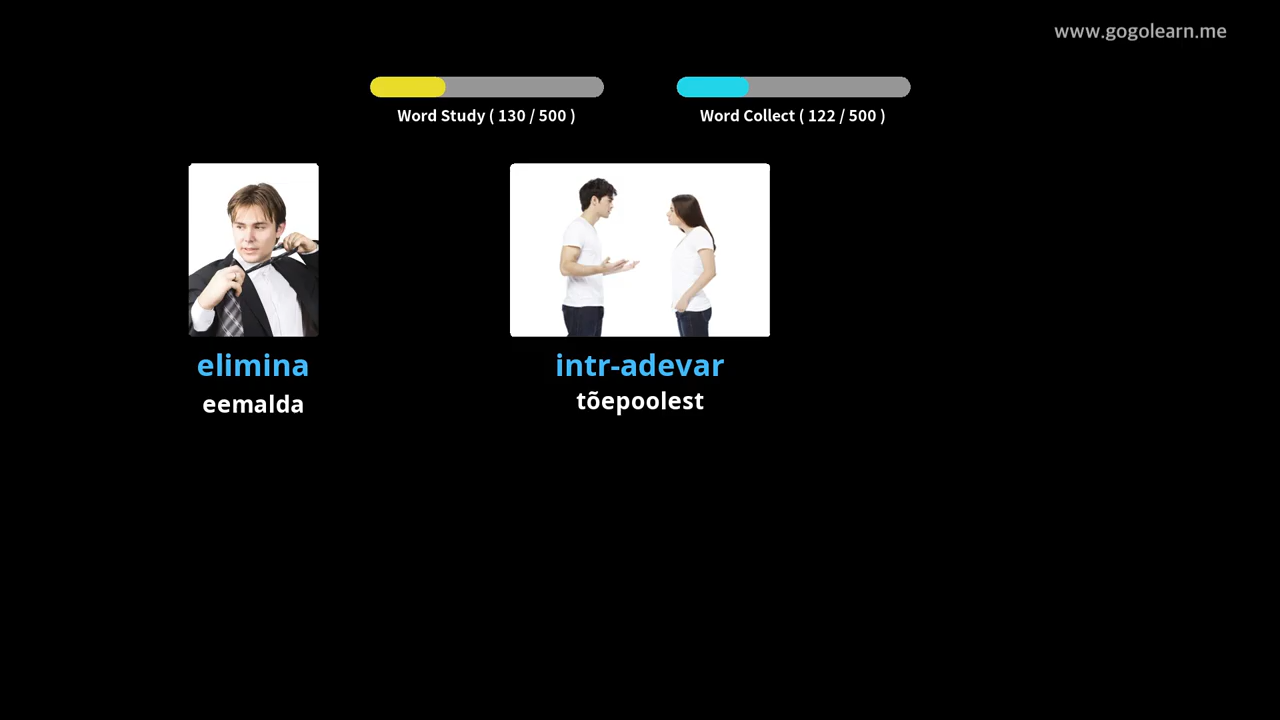 www.gogolearn.me
Word Study ( 130 / 500 )
Word Collect ( 122 / 500 )
elimina
eemalda
intr-adevar
tõepoolest